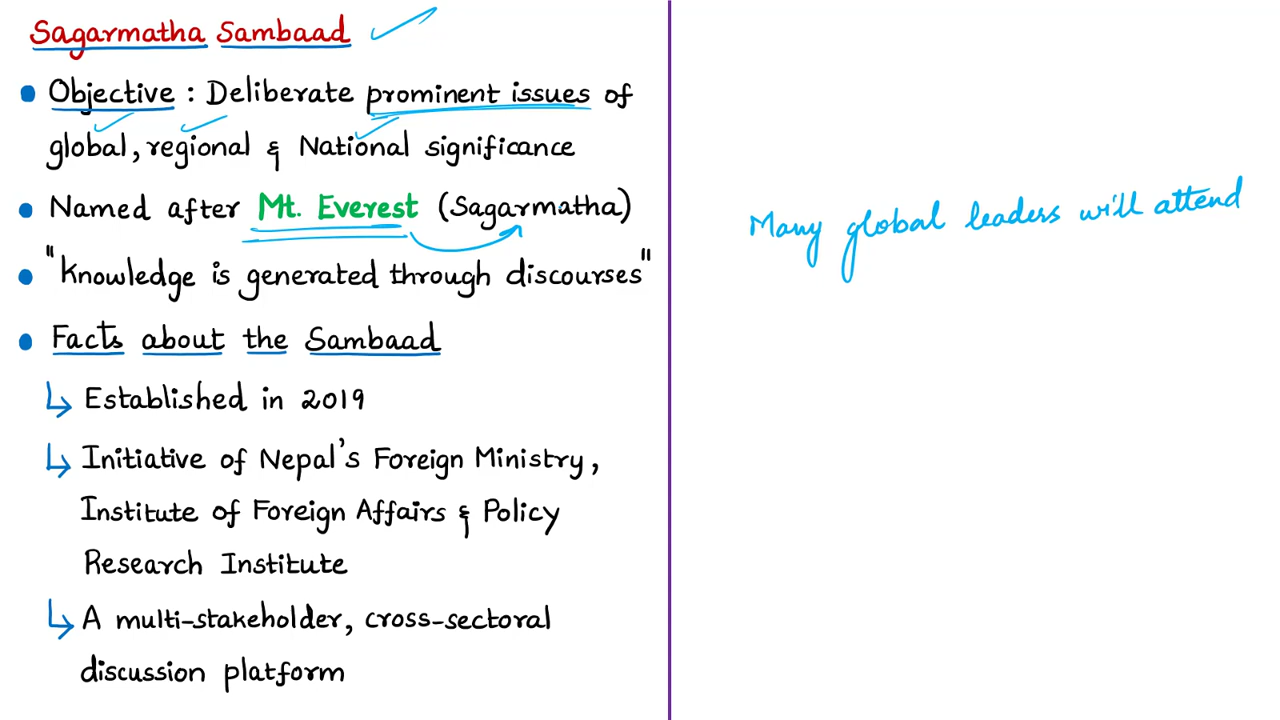 Sagarmatha Sambaad
Objective : Deliberate prominent issues of
global, regional & National significance
Named after Mt. Everest (Sagarmatha)
"Knowledge is generated through discourses"
Facts about the Sambaad
Established in 2019
Initiative of Nepal's Foreign Ministry,
Institute of Foreign Affairs & Policy
Research Institute
A multi-stakeholder, cross-sectoral
discussion platform
Many global leaders will attend